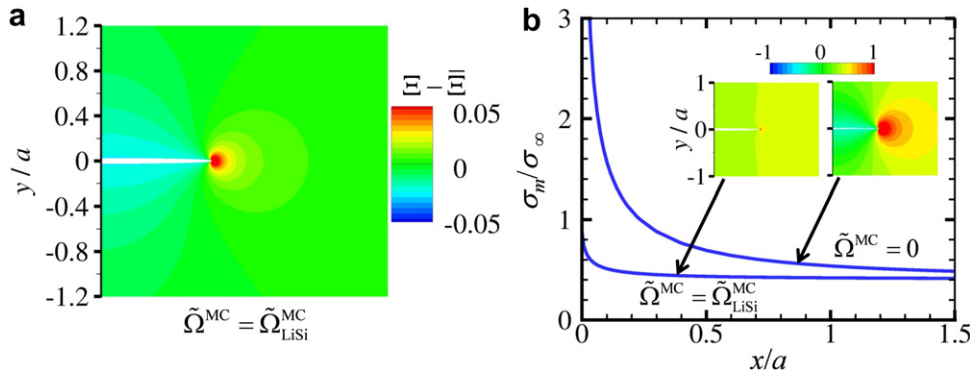 a
1.2
0.8
0.4
0
-0.4
-0.8
-1.2
y / a
Ξ − Ξ̄
0.05
0
-0.05
Ω̃^MC = Ω̃^MC_LiSi
b
3
2
1
0
σ_m/σ_∞
-1 0 1
1
0
-1
y / a
Ω̃^MC = 0
Ω̃^MC = Ω̃^MC_LiSi
0 0.5 1 1.5
x/a